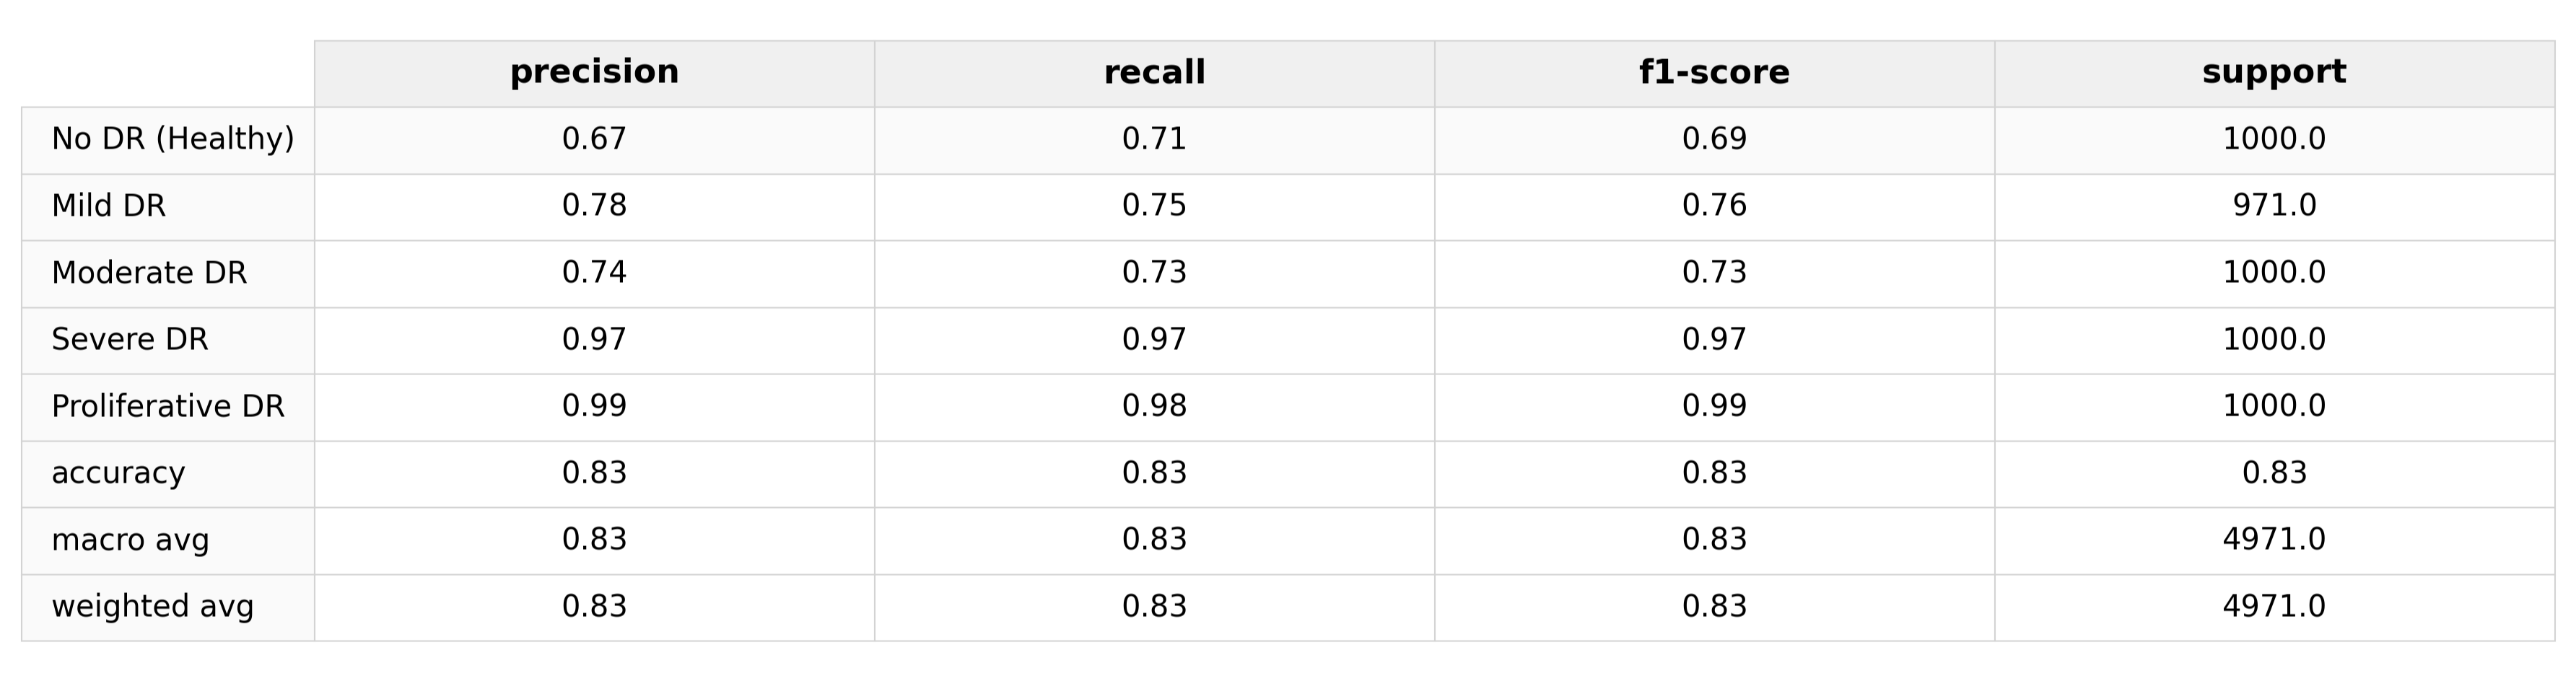 precision recall f1-score support
No DR (Healthy) 0.67 0.71 0.69 1000.0
Mild DR 0.78 0.75 0.76 971.0
Moderate DR 0.74 0.73 0.73 1000.0
Severe DR 0.97 0.97 0.97 1000.0
Proliferative DR 0.99 0.98 0.99 1000.0
accuracy 0.83 0.83 0.83 0.83
macro avg 0.83 0.83 0.83 4971.0
weighted avg 0.83 0.83 0.83 4971.0